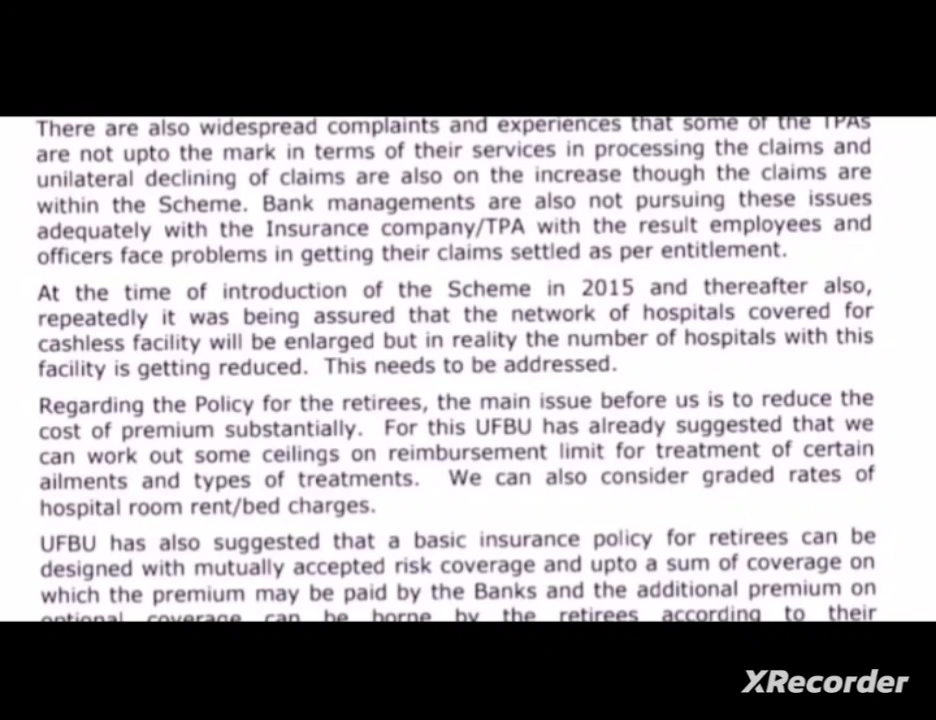 There are also widespread complaints and experiences that some of the TPAs
are not upto the mark in terms of their services in processing the claims and
unilateral declining of claims are also on the increase though the claims are
within the Scheme. Bank managements are also not pursuing these issues
adequately with the Insurance company/TPA with the result employees and
officers face problems in getting their claims settled as per entitlement.
At the time of introduction of the Scheme in 2015 and thereafter also,
repeatedly it was being assured that the network of hospitals covered for
cashless facility will be enlarged but in reality the number of hospitals with this
facility is getting reduced. This needs to be addressed.
Regarding the Policy for the retirees, the main issue before us is to reduce the
cost of premium substantially. For this UFBU has already suggested that we
can work out some ceilings on reimbursement limit for treatment of certain
ailments and types of treatments. We can also consider graded rates of
hospital room rent/bed charges.
UFBU has also suggested that a basic insurance policy for retirees can be
designed with mutually accepted risk coverage and upto a sum of coverage on
which the premium may be paid by the Banks and the additional premium on
optional coverage can be borne by the retirees according to their
XRecorder